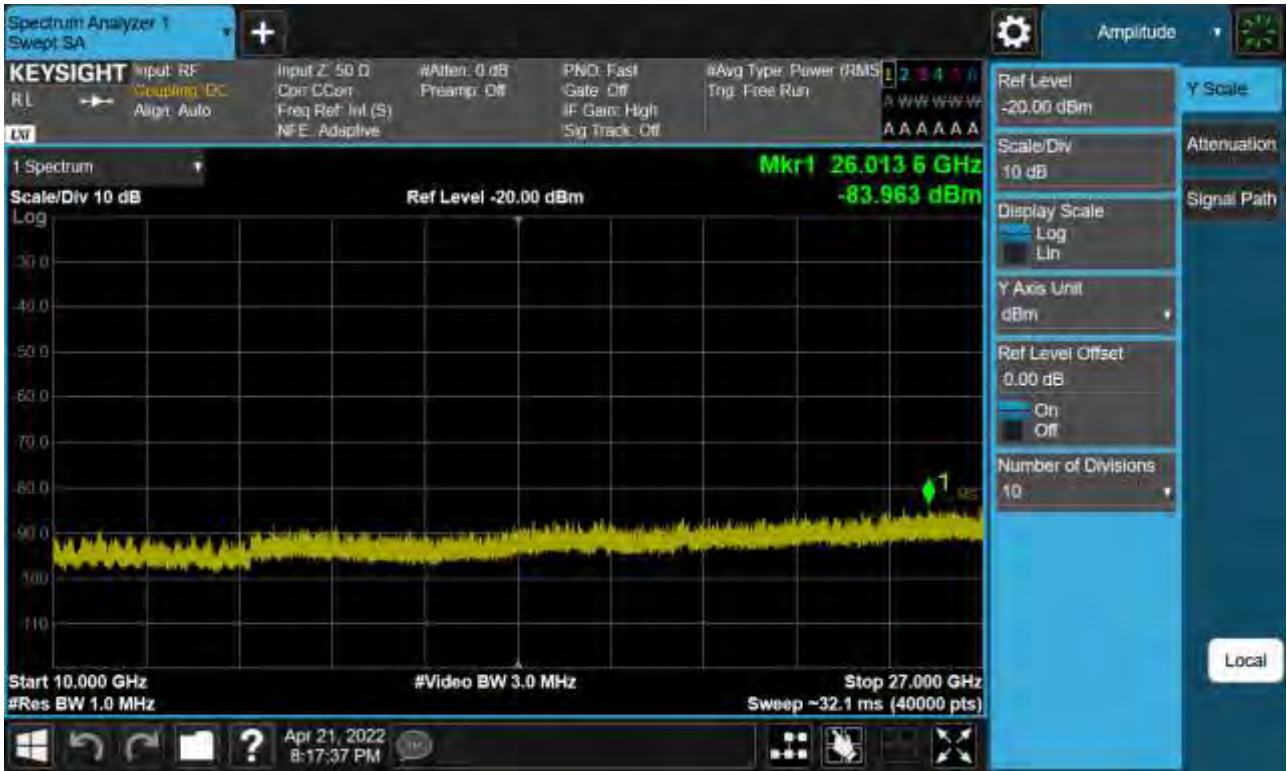 Spectrum Analyzer 1
Swept SA
Amplitude
KEYSIGHT
RL
Input: RF
Coupling: DC
Align: Auto
Input Z: 50 Ω
Corr CCorr
Freq Ref: Int (S)
NFE: Adaptive
#Atten: 0 dB
Preamp: Off
PNO: Fast
Gate: Off
IF Gain: High
Sig Track: Off
#Avg Type: Power (RMS
Trig: Free Run
1 2 3 4 5 6
A W W W W W
A A A A A A
LXI
1 Spectrum
Mkr1 26.013 6 GHz
-83.963 dBm
Scale/Div 10 dB
Ref Level -20.00 dBm
Log
-30.0
-40.0
-50.0
-60.0
-70.0
-80.0
-90.0
-100
-110
1
Start 10.000 GHz
#Video BW 3.0 MHz
Stop 27.000 GHz
#Res BW 1.0 MHz
Sweep ~32.1 ms (40000 pts)
Ref Level
-20.00 dBm
Scale/Div
10 dB
Display Scale
Log
Lin
Y Axis Unit
dBm
Ref Level Offset
0.00 dB
On
Off
Number of Divisions
10
Y Scale
Attenuation
Signal Path
Local
?
Apr 21, 2022
8:17:37 PM